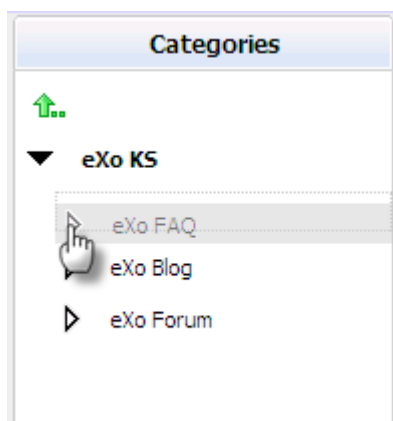 Categories
..
eXo KS
eXo FAQ
eXo Blog
eXo Forum